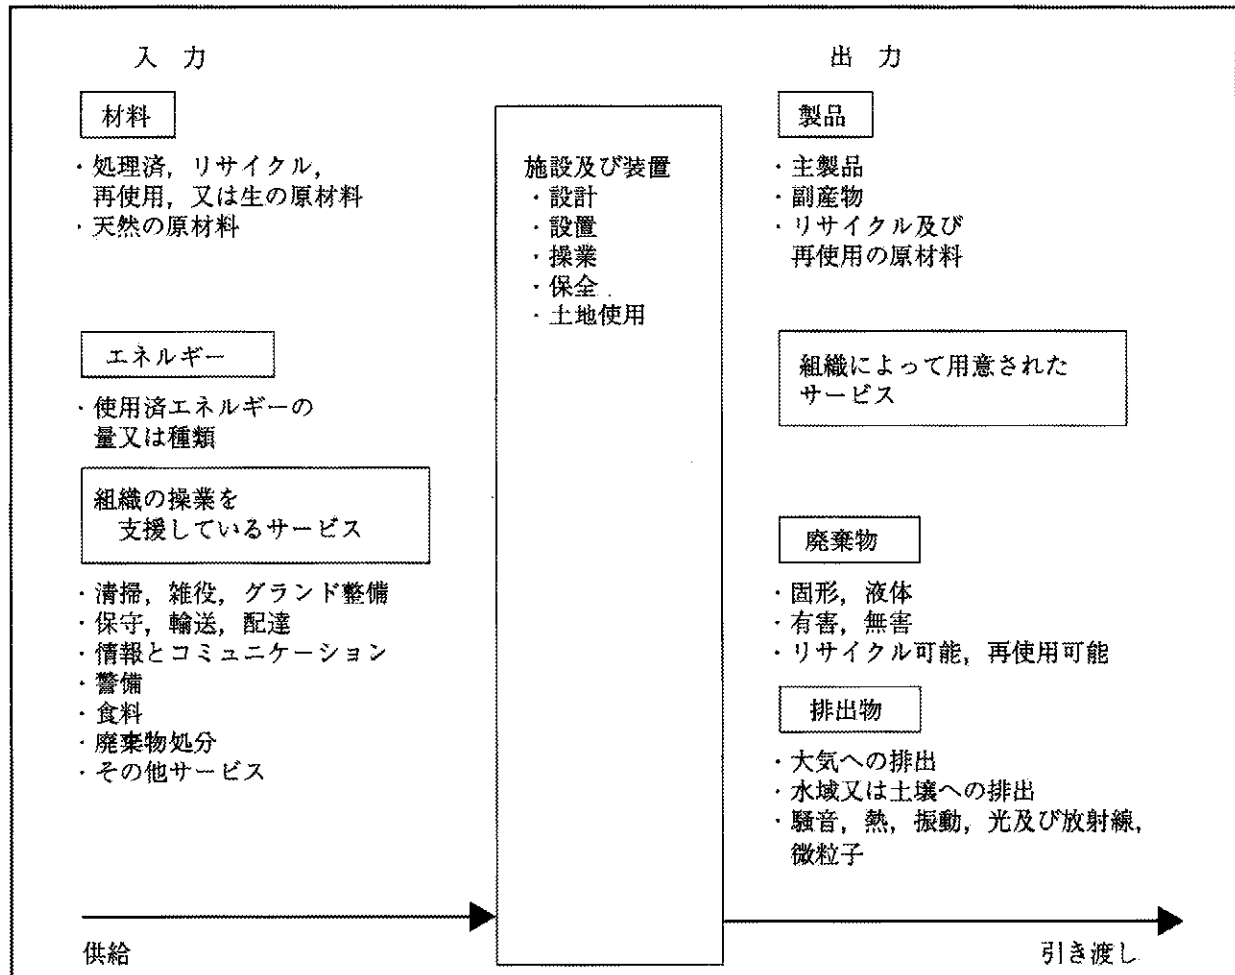 入 力
材料
・処理済, リサイクル,
再使用, 又は生の原材料
・天然の原材料
エネルギー
・使用済エネルギーの
量又は種類
組織の操業を
支援しているサービス
・清掃, 雑役, グランド整備
・保守, 輸送, 配達
・情報とコミュニケーション
・警備
・食料
・廃棄物処分
・その他サービス
供給
施設及び装置
・設計
・設置
・操業
・保全
・土地使用
出 力
製品
・主製品
・副産物
・リサイクル及び
再使用の原材料
組織によって用意された
サービス
廃棄物
・固形, 液体
・有害, 無害
・リサイクル可能, 再使用可能
排出物
・大気への排出
・水域又は土壌への排出
・騒音, 熱, 振動, 光及び放射線,
微粒子
引き渡し